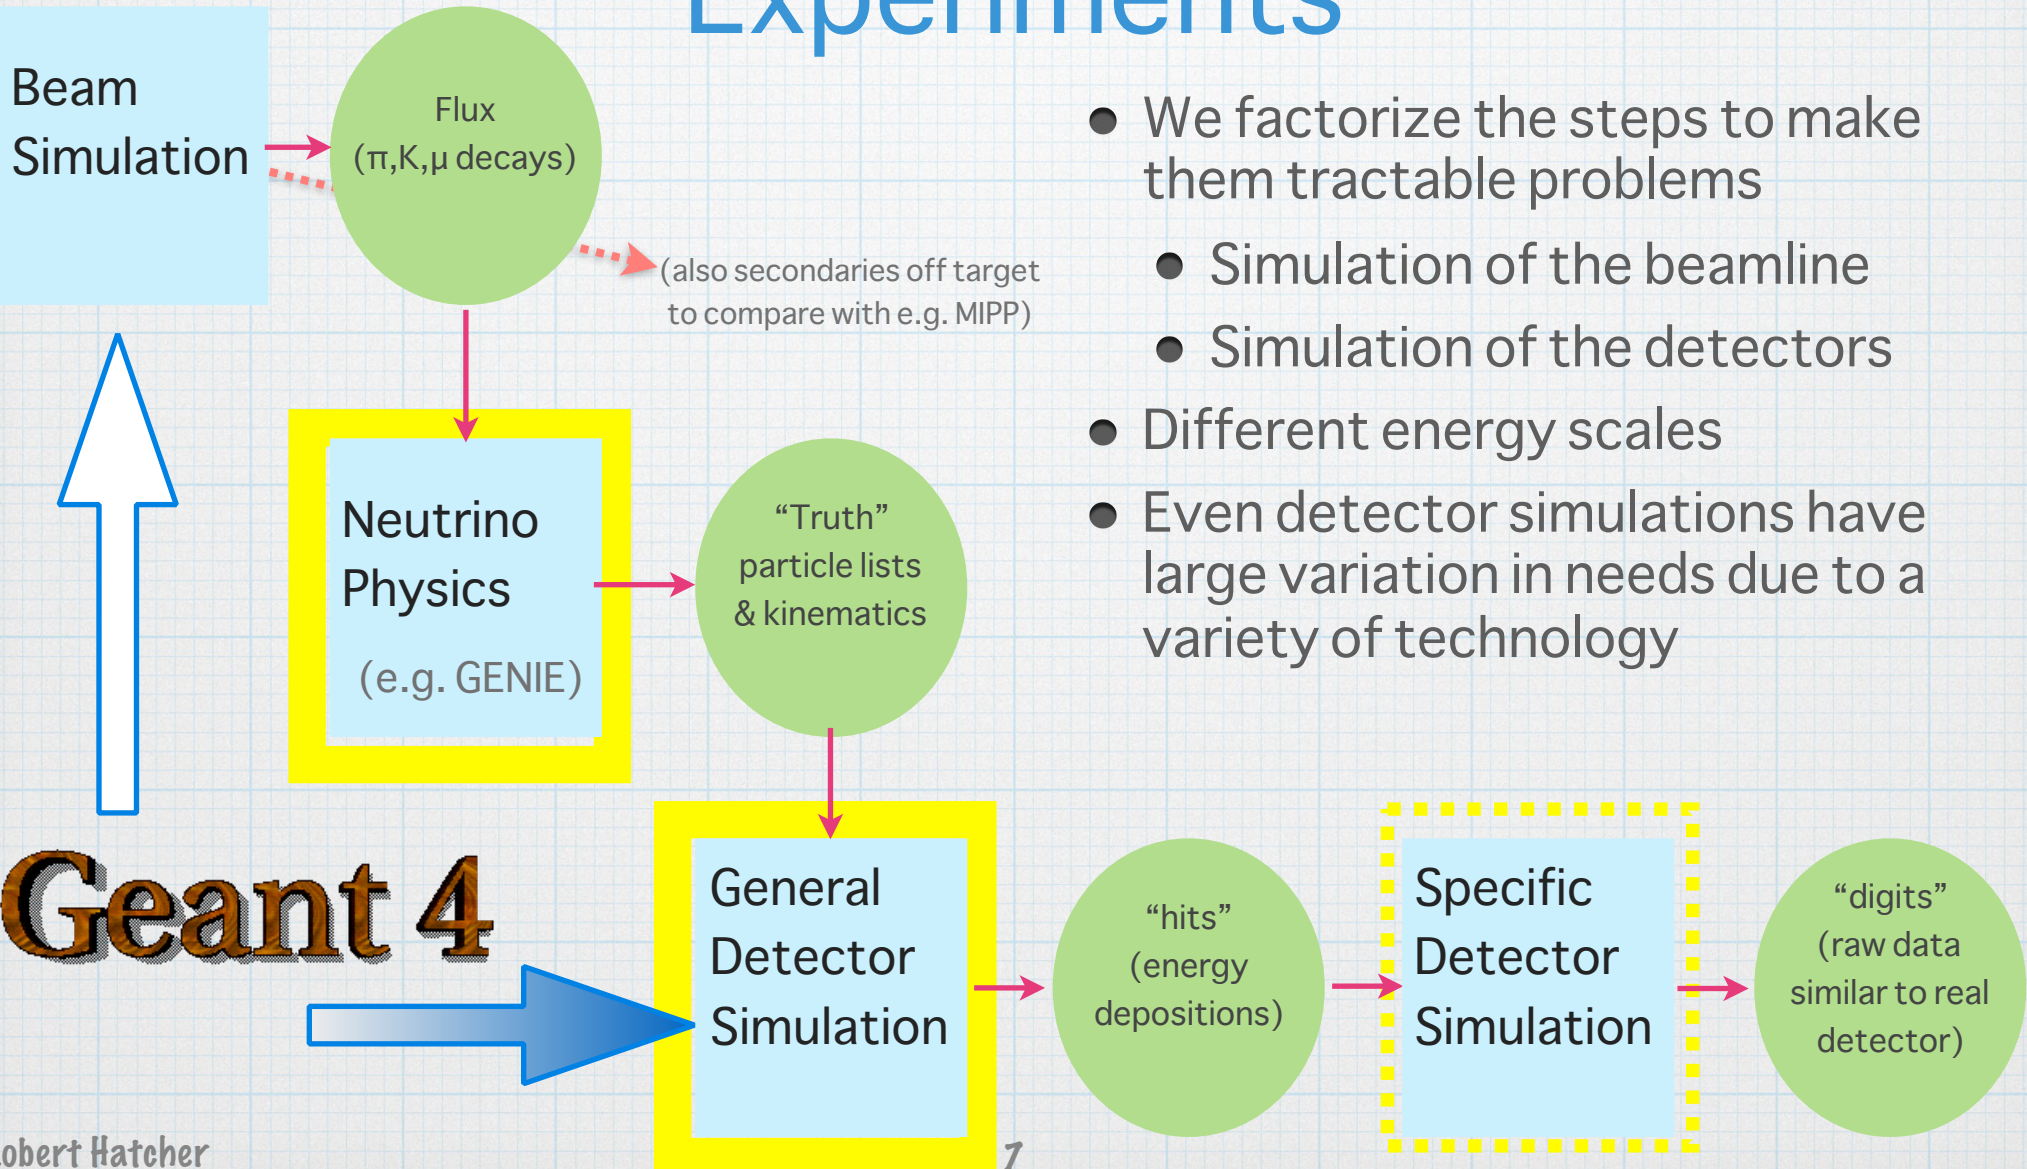 Experiments
Beam
Simulation
Flux
(π,K,μ decays)
(also secondaries off target
to compare with e.g. MIPP)
• We factorize the steps to make
them tractable problems
• Simulation of the beamline
• Simulation of the detectors
• Different energy scales
• Even detector simulations have
large variation in needs due to a
variety of technology
Neutrino
Physics
(e.g. GENIE)
“Truth”
particle lists
& kinematics
Geant 4
General
Detector
Simulation
“hits”
(energy
depositions)
Specific
Detector
Simulation
“digits”
(raw data
similar to real
detector)
obert Hatcher